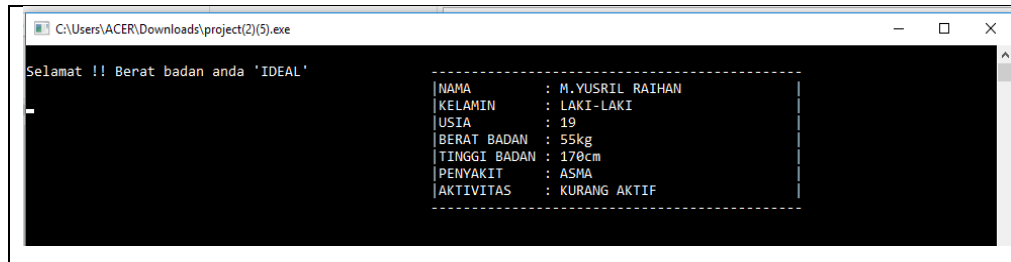 C:\Users\ACER\Downloads\project(2)(5).exe
Selamat !! Berat badan anda 'IDEAL'
----------------------------------------------
|NAMA         : M.YUSRIL RAIHAN              |
|KELAMIN      : LAKI-LAKI                    |
|USIA         : 19                           |
|BERAT BADAN  : 55kg                         |
|TINGGI BADAN : 170cm                        |
|PENYAKIT     : ASMA                         |
|AKTIVITAS    : KURANG AKTIF                 |
----------------------------------------------